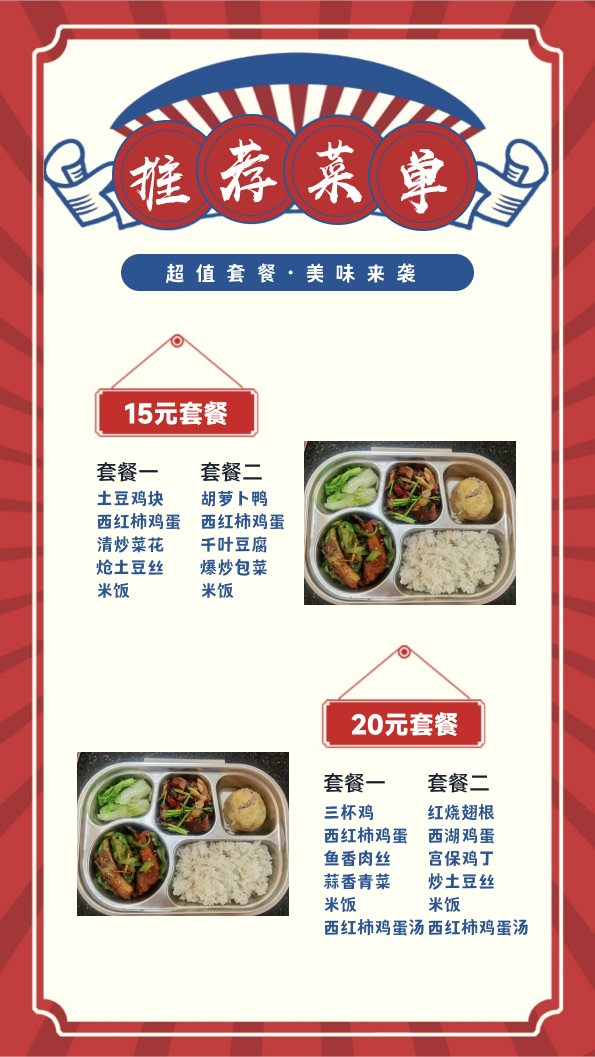 推荐菜单
超值套餐·美味来袭
15元套餐
套餐一
土豆鸡块
西红柿鸡蛋
清炒菜花
炝土豆丝
米饭
套餐二
胡萝卜鸭
西红柿鸡蛋
千叶豆腐
爆炒包菜
米饭
20元套餐
套餐一
三杯鸡
西红柿鸡蛋
鱼香肉丝
蒜香青菜
米饭
西红柿鸡蛋汤
套餐二
红烧翅根
西湖鸡蛋
宫保鸡丁
炒土豆丝
米饭
西红柿鸡蛋汤